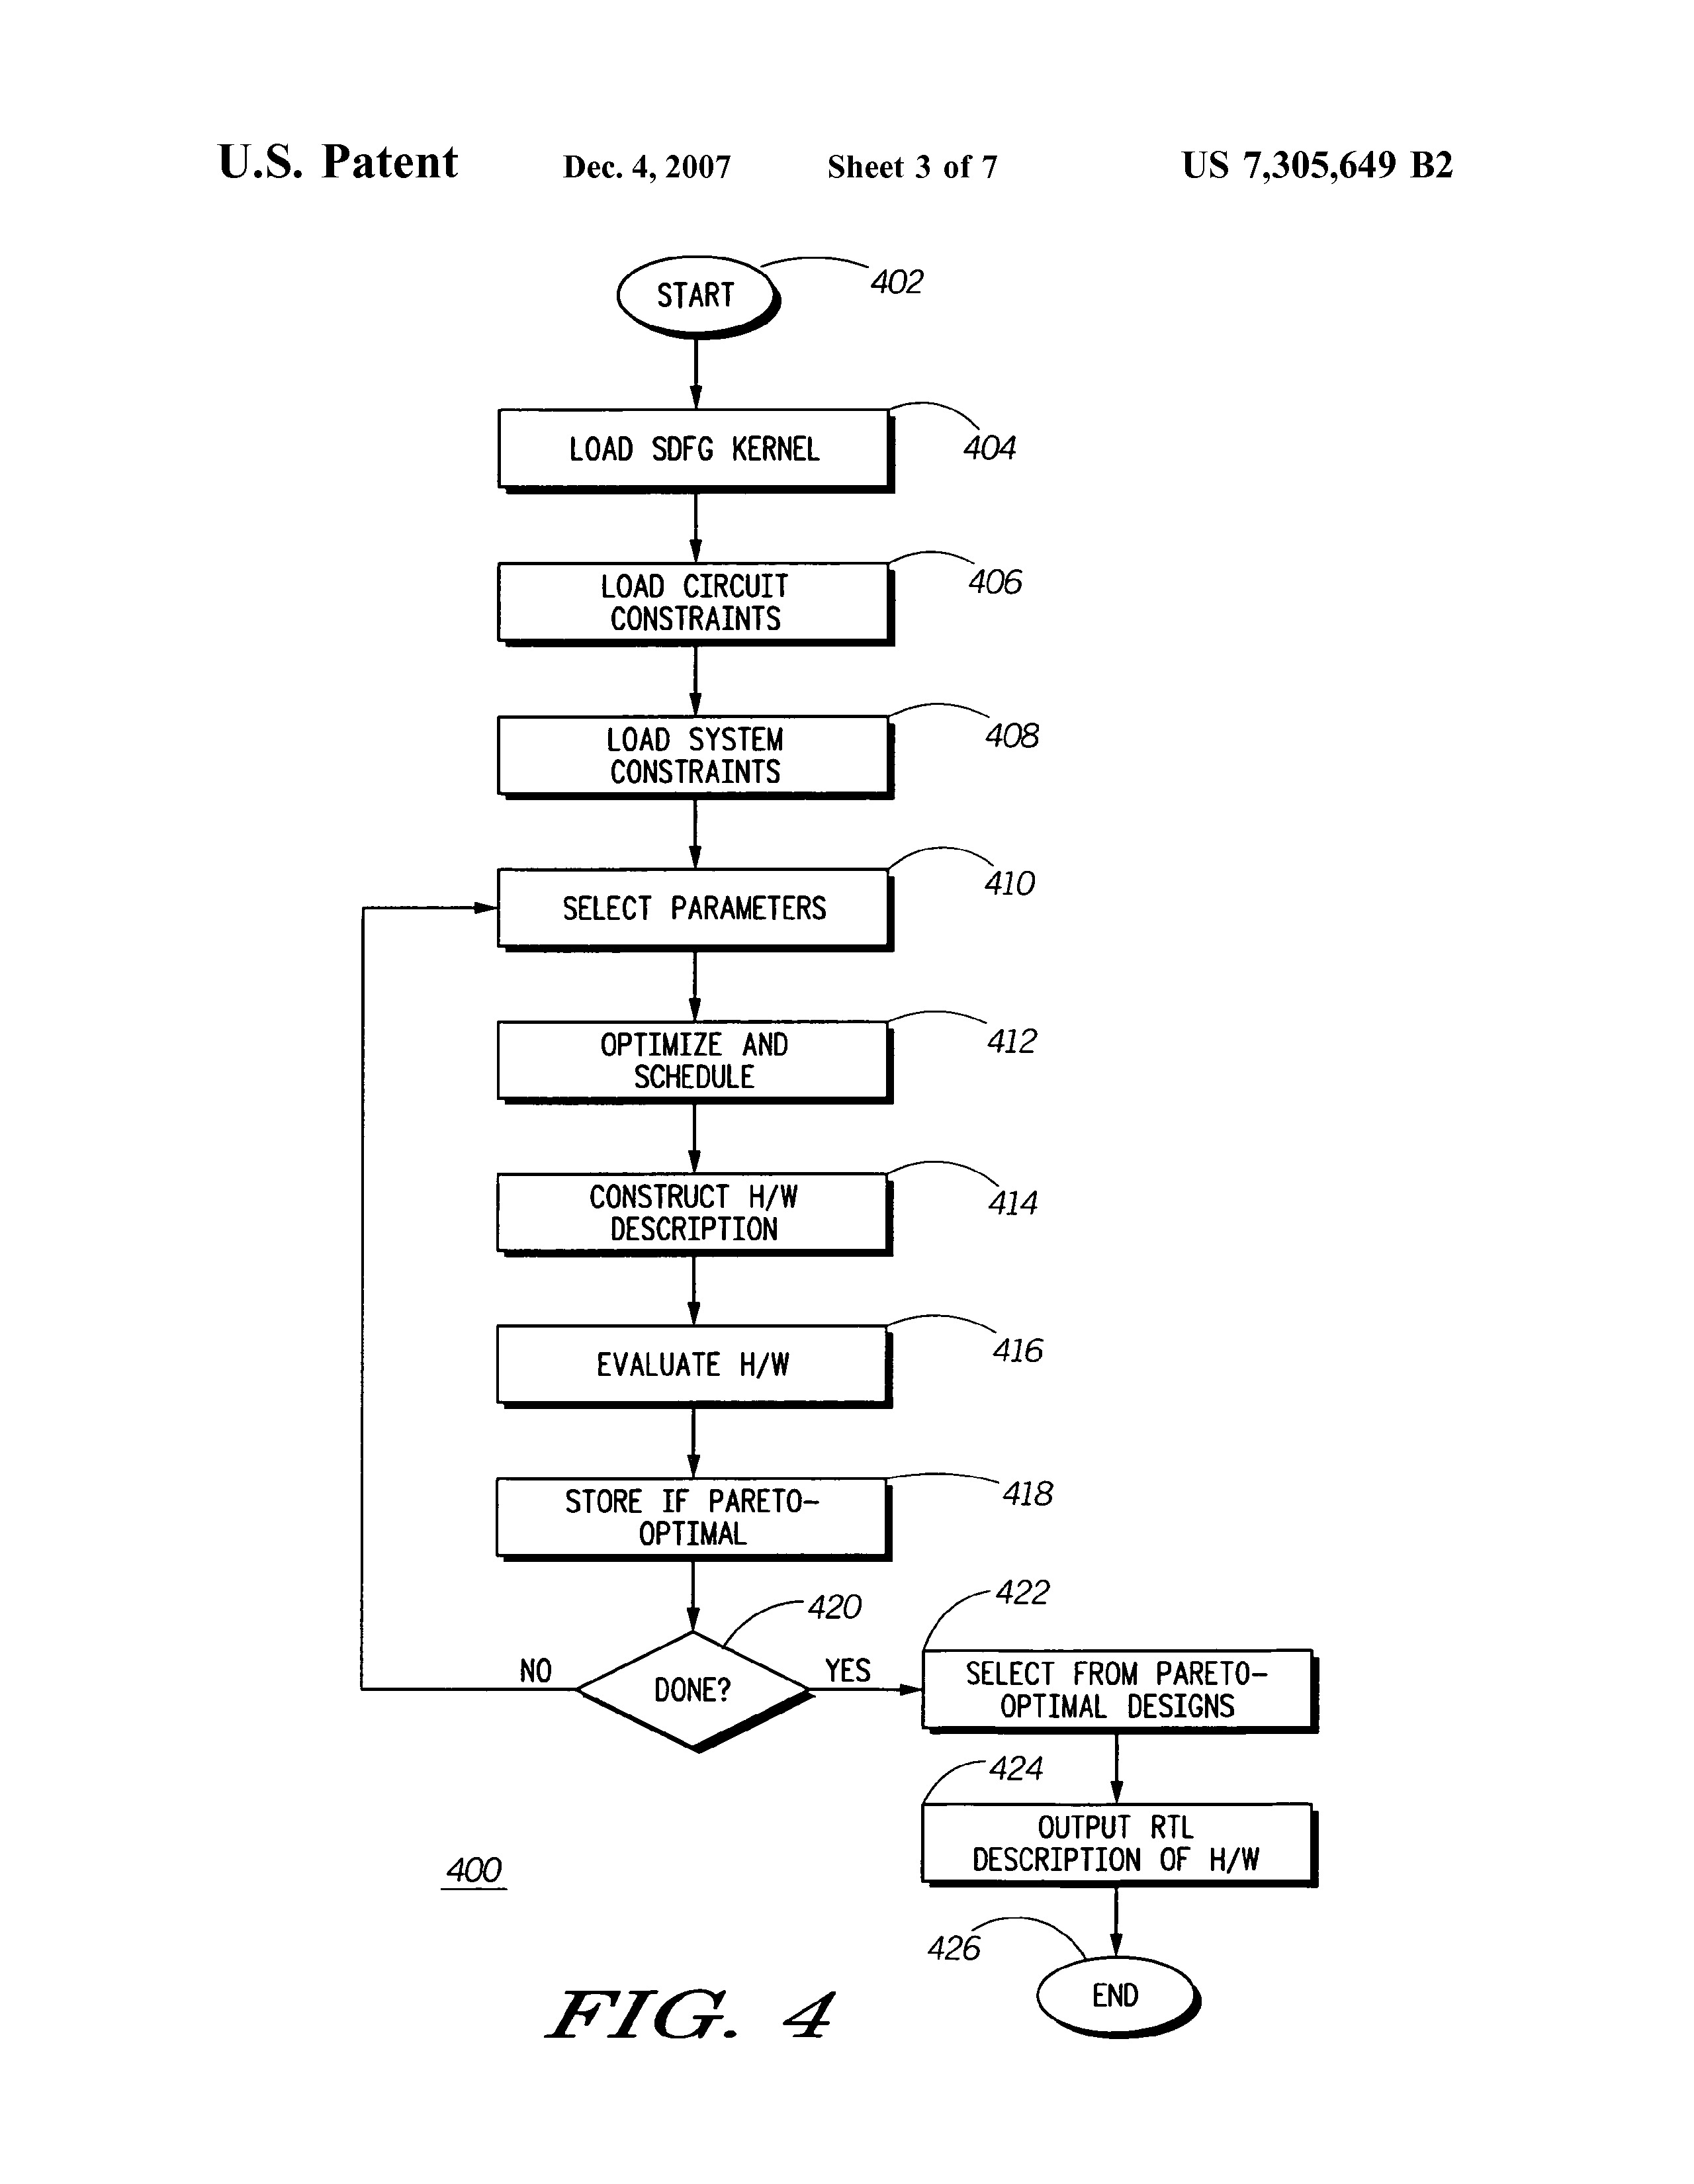 U.S. Patent Dec. 4, 2007 Sheet 3 of 7 US 7,305,649 B2
START
402
LOAD SDFG KERNEL
404
LOAD CIRCUIT
CONSTRAINTS
406
LOAD SYSTEM
CONSTRAINTS
408
SELECT PARAMETERS
410
OPTIMIZE AND
SCHEDULE
412
CONSTRUCT H/W
DESCRIPTION
414
EVALUATE H/W
416
STORE IF PARETO-
OPTIMAL
418
420
DONE?
NO
YES
422
SELECT FROM PARETO-
OPTIMAL DESIGNS
424
OUTPUT RTL
DESCRIPTION OF H/W
426
END
400
FIG. 4